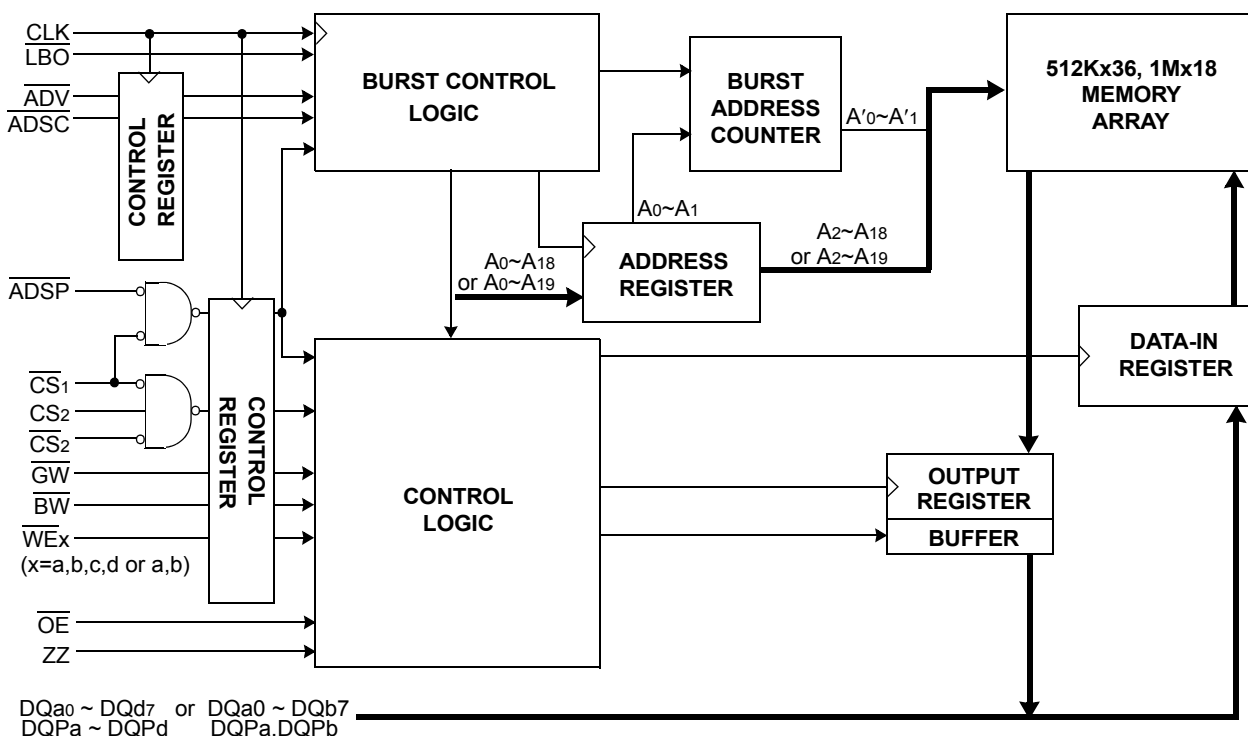 CLK
LBO
ADV
ADSC
CONTROL
REGISTER
BURST CONTROL
LOGIC
BURST
ADDRESS
COUNTER
A′0~A′1
512Kx36, 1Mx18
MEMORY
ARRAY
A0~A1
A2~A18
or A2~A19
A0~A18
or A0~A19
ADDRESS
REGISTER
ADSP
CS1
CS2
CS2
GW
BW
WEx
(x=a,b,c,d or a,b)
OE
ZZ
CONTROL
REGISTER
CONTROL
LOGIC
DATA-IN
REGISTER
OUTPUT
REGISTER
BUFFER
DQa0 ~ DQd7 or DQa0 ~ DQb7
DQPa ~ DQPd DQPa,DQPb